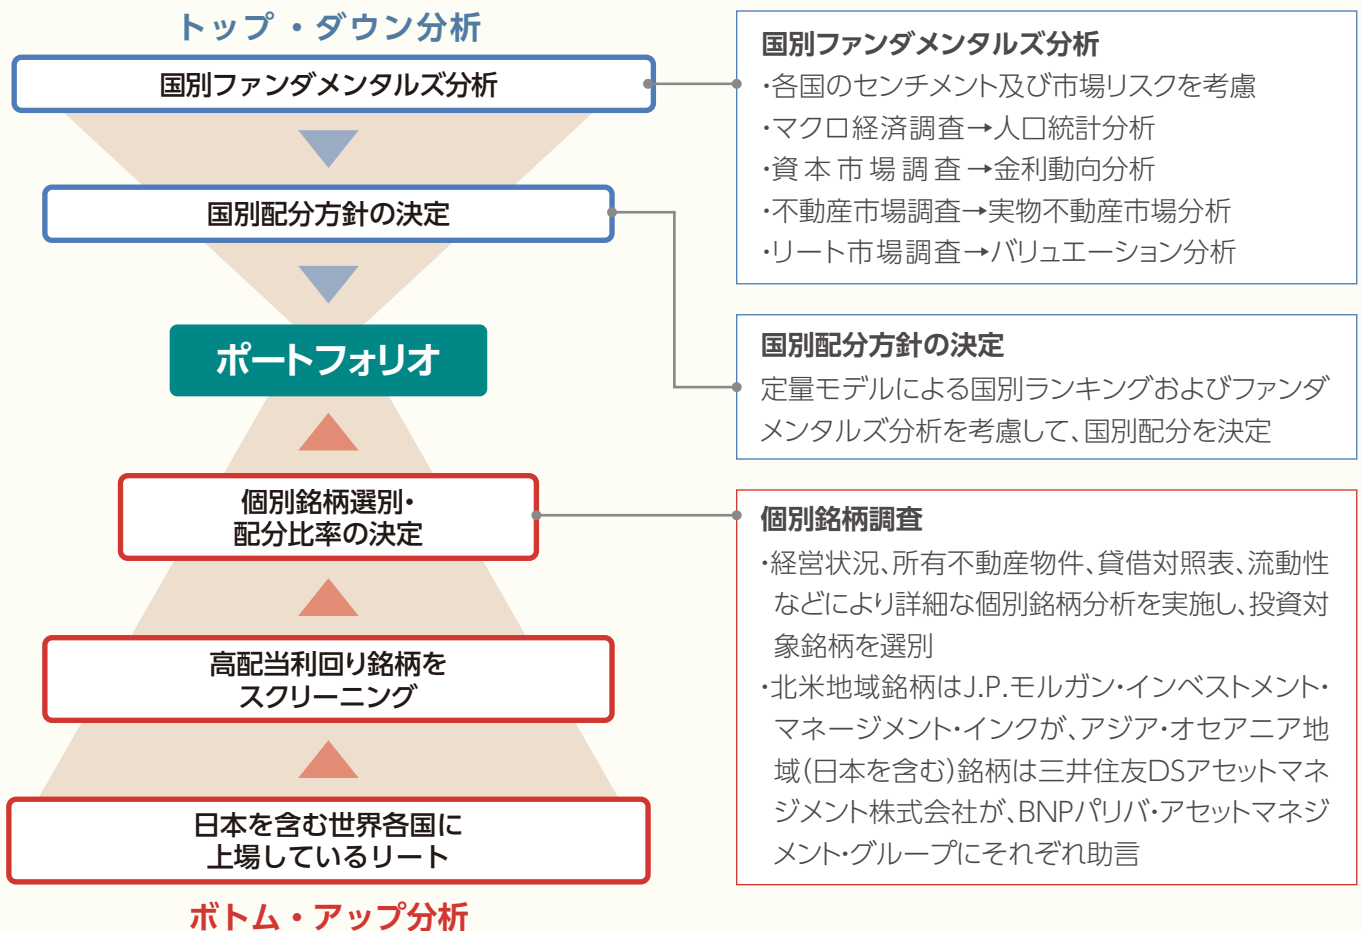 トップ・ダウン分析
国別ファンダメンタルズ分析
国別配分方針の決定
ポートフォリオ
個別銘柄選別・
配分比率の決定
高配当利回り銘柄を
スクリーニング
日本を含む世界各国に
上場しているリート
ボトム・アップ分析
国別ファンダメンタルズ分析
・各国のセンチメント及び市場リスクを考慮
・マクロ経済調査→人口統計分析
・資本市場調査→金利動向分析
・不動産市場調査→実物不動産市場分析
・リート市場調査→バリュエーション分析
国別配分方針の決定
定量モデルによる国別ランキングおよびファンダ
メンタルズ分析を考慮して、国別配分を決定
個別銘柄調査
・経営状況、所有不動産物件、貸借対照表、流動性
などにより詳細な個別銘柄分析を実施し、投資対
象銘柄を選別
・北米地域銘柄はJ.P.モルガン・インベストメント・
マネージメント・インクが、アジア・オセアニア地
域(日本を含む)銘柄は三井住友DSアセットマネ
ジメント株式会社が、BNPパリバ・アセットマネジ
メント・グループにそれぞれ助言